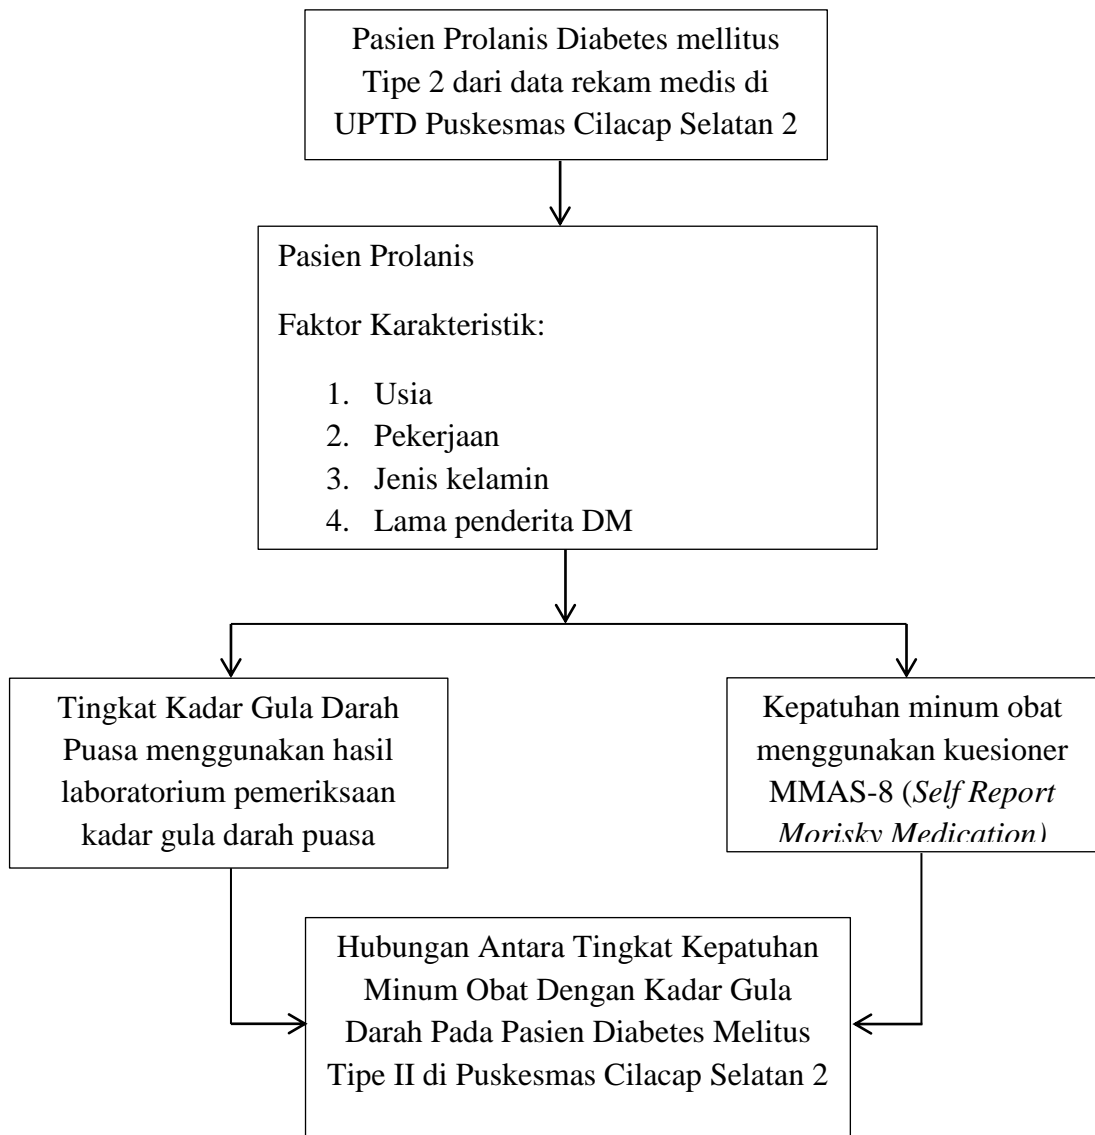 Pasien Prolanis Diabetes mellitus
Tipe 2 dari data rekam medis di
UPTD Puskesmas Cilacap Selatan 2
Pasien Prolanis
Faktor Karakteristik:
1. Usia
2. Pekerjaan
3. Jenis kelamin
4. Lama penderita DM
Tingkat Kadar Gula Darah
Puasa menggunakan hasil
laboratorium pemeriksaan
kadar gula darah puasa
Kepatuhan minum obat
menggunakan kuesioner
MMAS-8 (Self Report
Morisky Medication)
Hubungan Antara Tingkat Kepatuhan
Minum Obat Dengan Kadar Gula
Darah Pada Pasien Diabetes Melitus
Tipe II di Puskesmas Cilacap Selatan 2